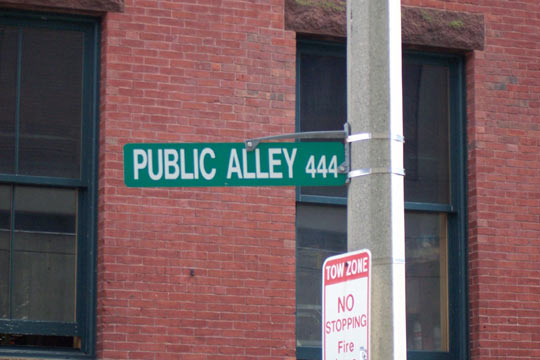 PUBLIC ALLEY 444
TOW ZONE
NO
STOPPING
Fire